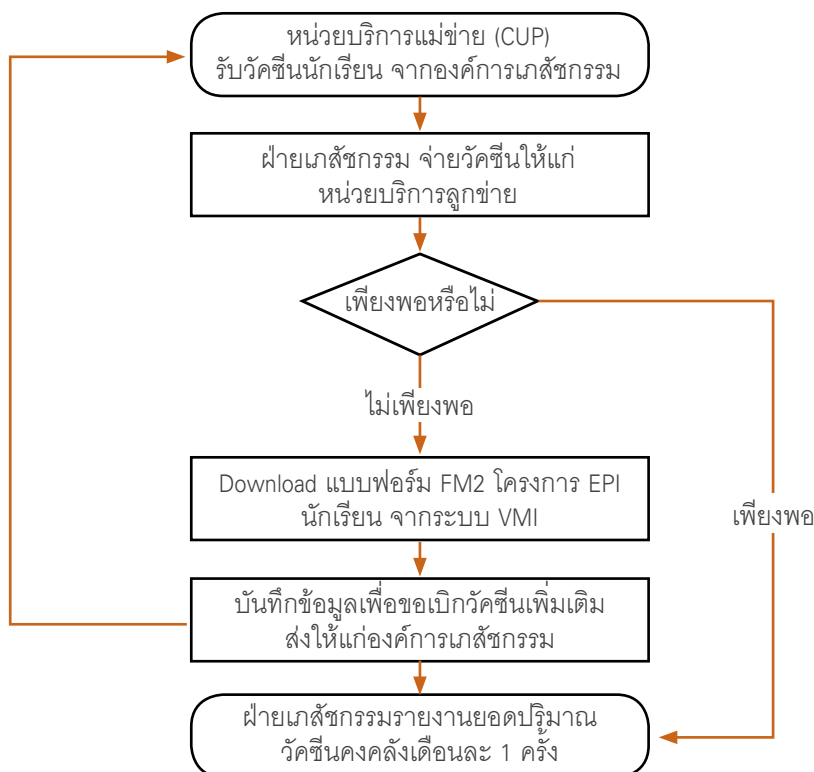 หน่วยบริการแม่ข่าย (CUP)
รับวัคซีนนักเรียน จากองค์การเภสัชกรรม
ฝ่ายเภสัชกรรม จ่ายวัคซีนให้แก่
หน่วยบริการลูกข่าย
เพียงพอหรือไม่
ไม่เพียงพอ
Download แบบฟอร์ม FM2 โครงการ EPI
นักเรียน จากระบบ VMI
เพียงพอ
บันทึกข้อมูลเพื่อขอเบิกวัคซีนเพิ่มเติม
ส่งให้แก่องค์การเภสัชกรรม
ฝ่ายเภสัชกรรมรายงานยอดปริมาณ
วัคซีนคงคลังเดือนละ 1 ครั้ง